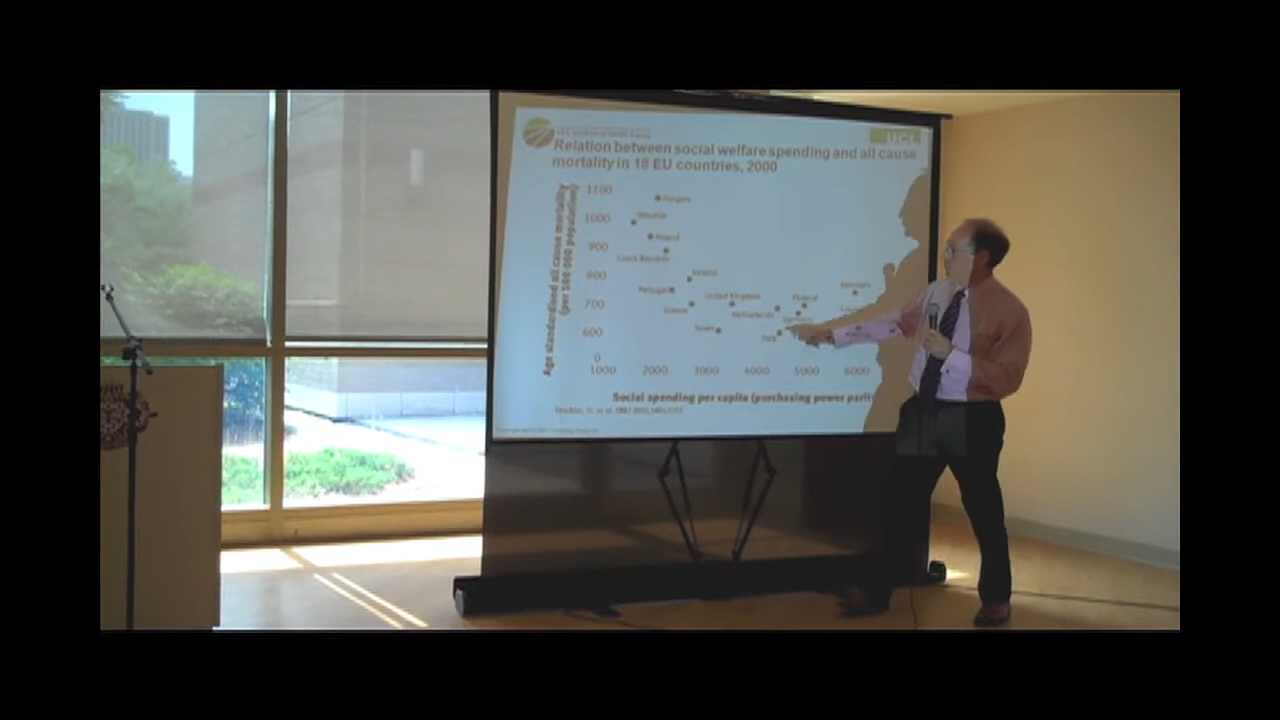 UCL
Relation between social welfare spending and all cause
mortality in 18 EU countries, 2000
Age standardised all cause mortality
(per 100 000 population)
1100
1000
900
800
700
600
0
Hungary
Slovakia
Poland
Czech Republic
Ireland
Portugal
United Kingdom
Greece
Netherlands
Finland
Denmark
Germany
Spain
Italy
1000 2000 3000 4000 5000 6000
Social spending per capita (purchasing power parit